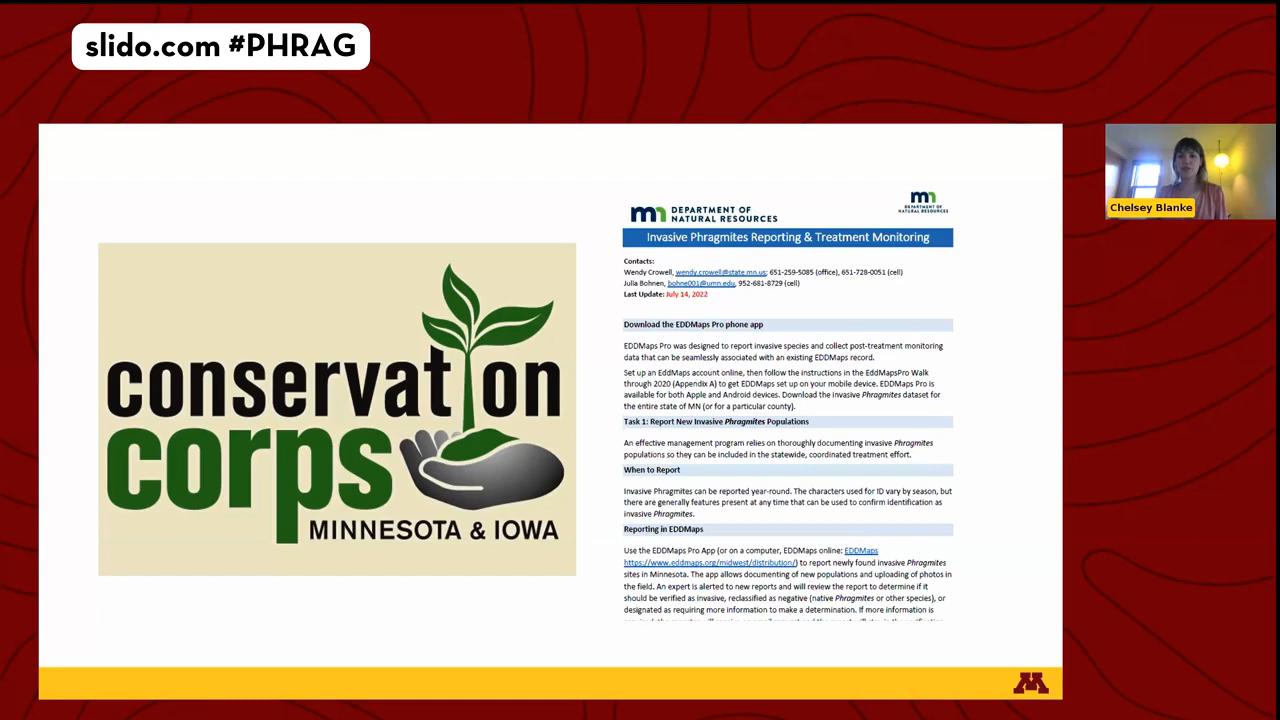 slido.com #PHRAG
Chelsey Blanke
conservation
corps
MINNESOTA & IOWA
DEPARTMENT OF
NATURAL RESOURCES
DEPARTMENT OF
NATURAL RESOURCES
Invasive Phragmites Reporting & Treatment Monitoring
Contacts:
Wendy Crowell, wendy.crowell@state.mn.us; 651-259-5085 (office), 651-728-0051 (cell)
Julia Bohnen, bohne001@umn.edu, 952-681-8729 (cell)
Last Update: July 14, 2022
Download the EDDMaps Pro phone app
EDDMaps Pro was designed to report invasive species and collect post-treatment monitoring
data that can be seamlessly associated with an existing EDDMaps record.
Set up an EddMaps account online, then follow the instructions in the EddMapsPro Walk
through 2020 (Appendix A) to get EDDMaps set up on your mobile device. EDDMaps Pro is
available for both Apple and Android devices. Download the invasive Phragmites dataset for
the entire state of MN (or for a particular county).
Task 1: Report New Invasive Phragmites Populations
An effective management program relies on thoroughly documenting invasive Phragmites
populations so they can be included in the statewide, coordinated treatment effort.
When to Report
Invasive Phragmites can be reported year-round. The characters used for ID vary by season, but
there are generally features present at any time that can be used to confirm identification as
invasive Phragmites.
Reporting in EDDMaps
Use the EDDMaps Pro App (or on a computer, EDDMaps online: EDDMaps
https://www.eddmaps.org/midwest/distribution/) to report newly found invasive Phragmites
sites in Minnesota. The app allows documenting of new populations and uploading of photos in
the field. An expert is alerted to new reports and will review the report to determine if it
should be verified as invasive, reclassified as negative (native Phragmites or other species), or
designated as requiring more information to make a determination. If more information is